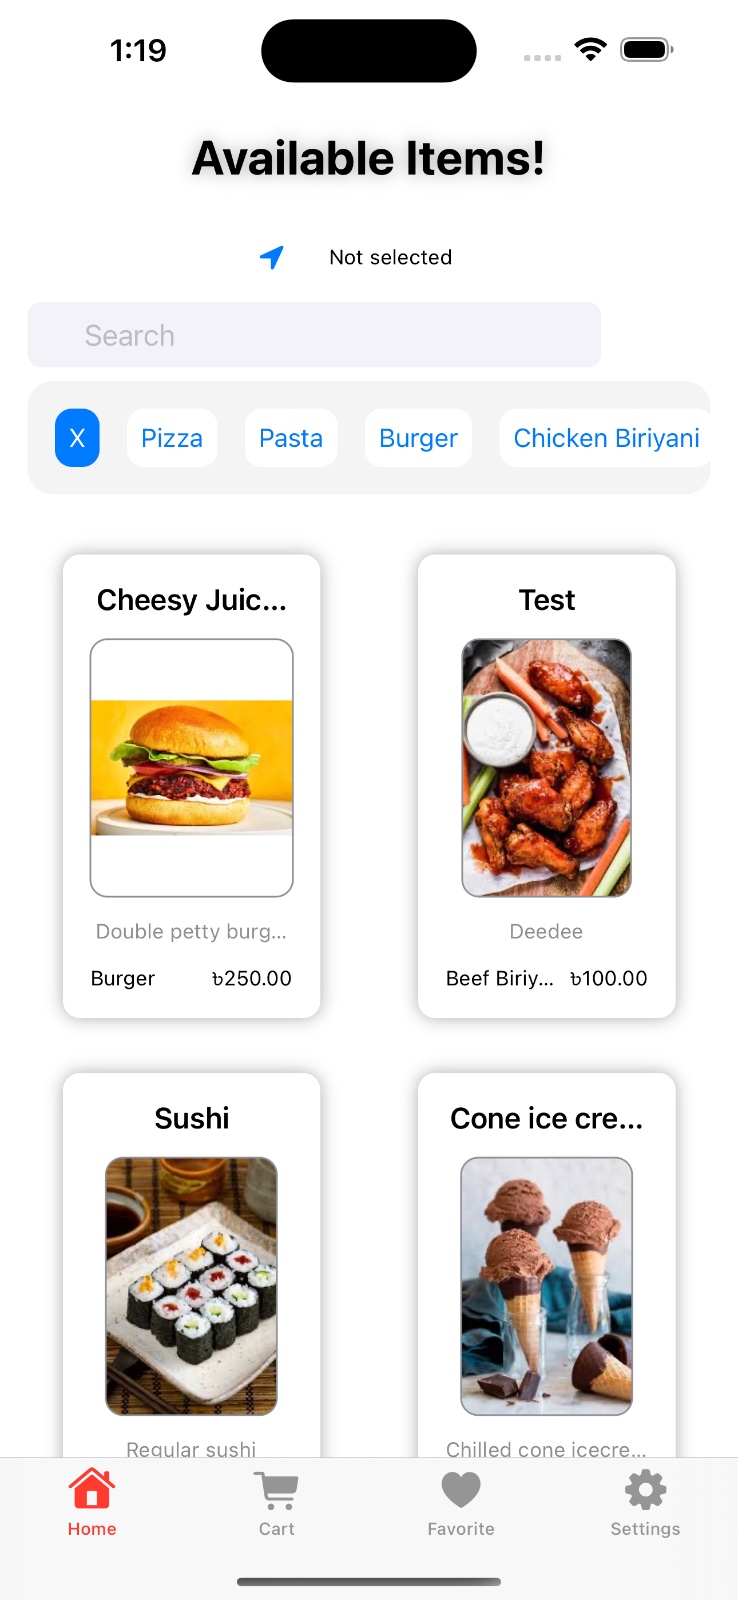 1:19
Available Items!
Not selected
Search
X Pizza Pasta Burger Chicken Biriyani
Cheesy Juic...
Double petty burg...
Burger ৳250.00
Test
Deedee
Beef Biriy... ৳100.00
Sushi
Regular sushi
Cone ice cre...
Chilled cone icecre...
Home Cart Favorite Settings